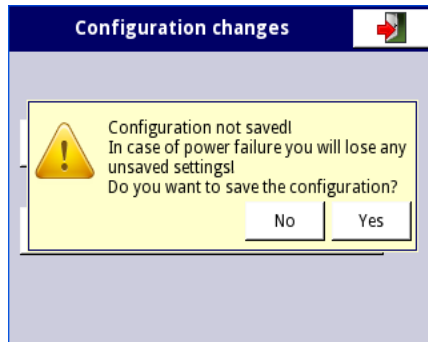 Configuration changes
Configuration not saved!
In case of power failure you will lose any
unsaved settings!
Do you want to save the configuration?
No
Yes